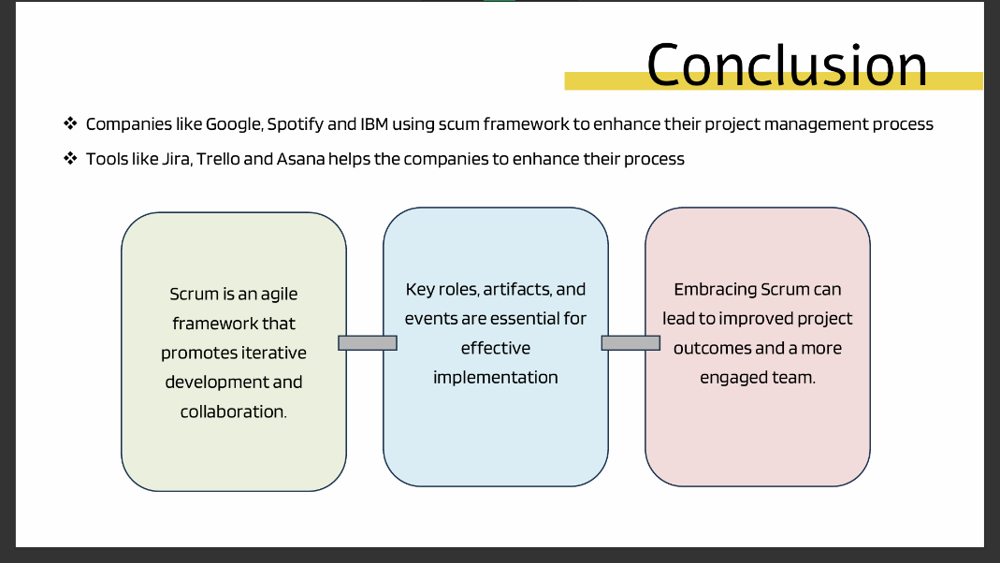 Conclusion
❖ Companies like Google, Spotify and IBM using scum framework to enhance their project management process
❖ Tools like Jira, Trello and Asana helps the companies to enhance their process
Scrum is an agile
framework that
promotes iterative
development and
collaboration.
Key roles, artifacts, and
events are essential for
effective
implementation
Embracing Scrum can
lead to improved project
outcomes and a more
engaged team.